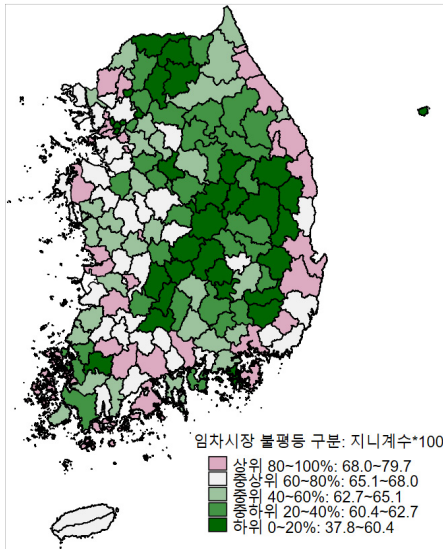 임차시장 불평등 구분: 지니계수*100
상위 80~100%: 68.0~79.7
중상위 60~80%: 65.1~68.0
중위 40~60%: 62.7~65.1
중하위 20~40%: 60.4~62.7
하위 0~20%: 37.8~60.4